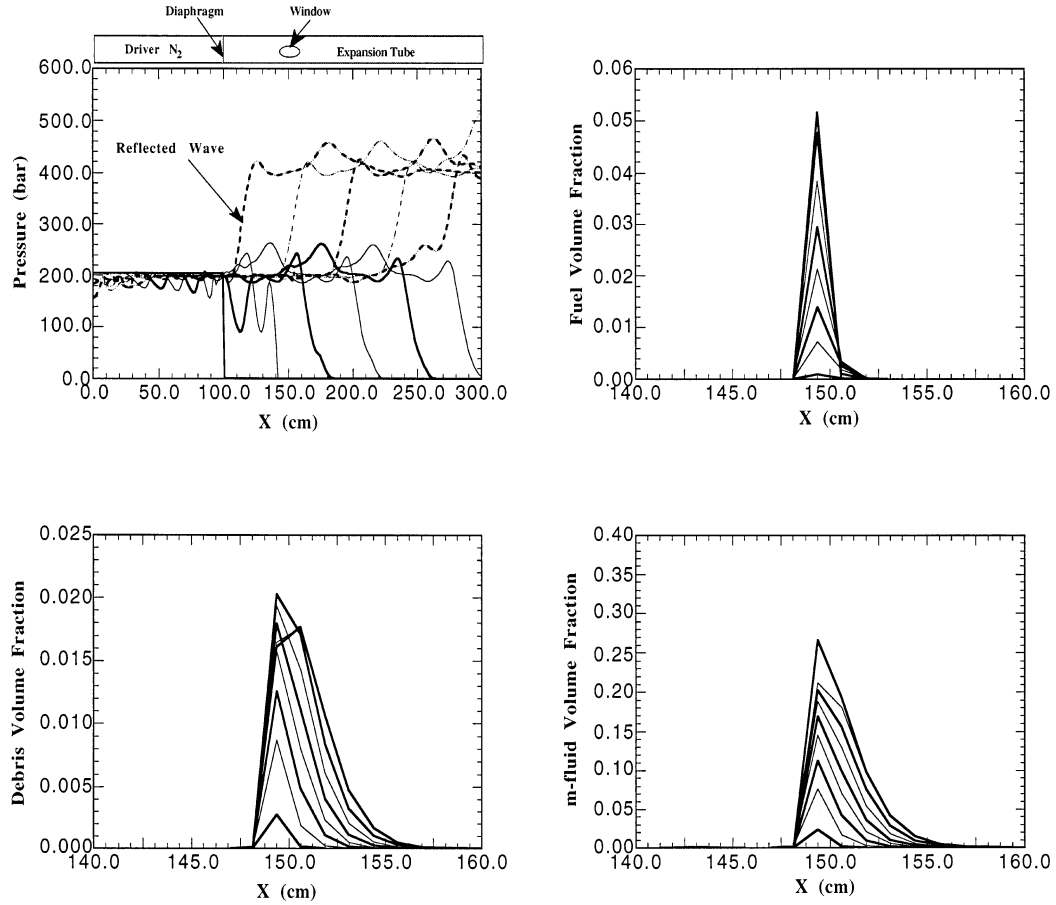 Diaphragm
Window
Driver N2
Expansion Tube
600.0
500.0
400.0
300.0
200.0
100.0
0.0
Pressure (bar)
Reflected Wave
0.0 50.0 100.0 150.0 200.0 250.0 300.0
X (cm)
0.06
0.05
0.04
0.03
0.02
0.01
0.00
Fuel Volume Fraction
140.0 145.0 150.0 155.0 160.0
X (cm)
0.025
0.020
0.015
0.010
0.005
0.000
Debris Volume Fraction
140.0 145.0 150.0 155.0 160.0
X (cm)
0.40
0.35
0.30
0.25
0.20
0.15
0.10
0.05
0.00
m-fluid Volume Fraction
140.0 145.0 150.0 155.0 160.0
X (cm)